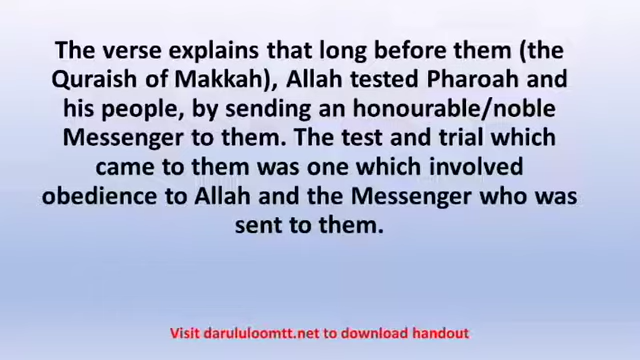 The verse explains that long before them (the
Quraish of Makkah), Allah tested Pharoah and
his people, by sending an honourable/noble
Messenger to them. The test and trial which
came to them was one which involved
obedience to Allah and the Messenger who was
sent to them.
Visit darululoomtt.net to download handout